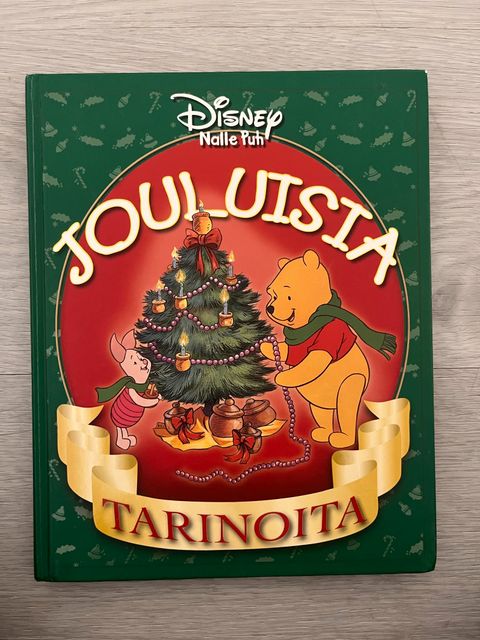 Disney
Nalle Puh
JOULUISIA
TARINOITA